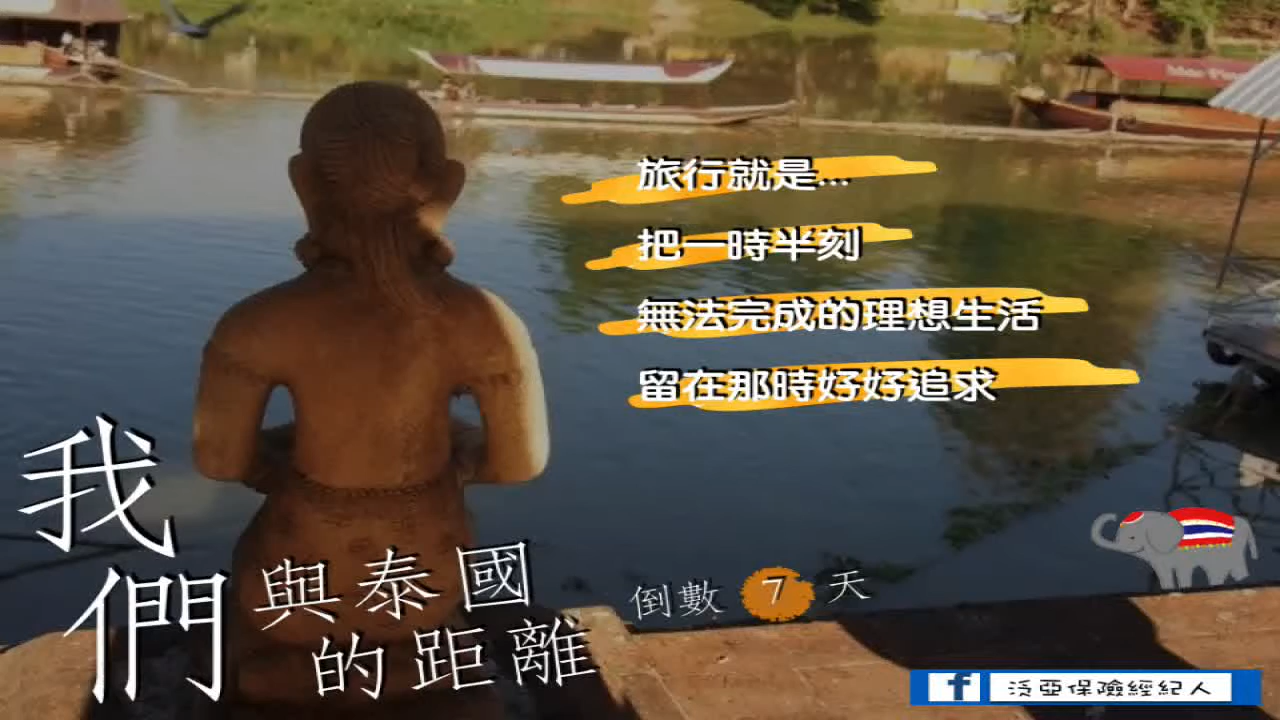 旅行就是...
把一時半刻
無法完成的理想生活
留在那時好好追求
我們
與泰國
的距離
倒數 7 天
f 泛亞保險經紀人